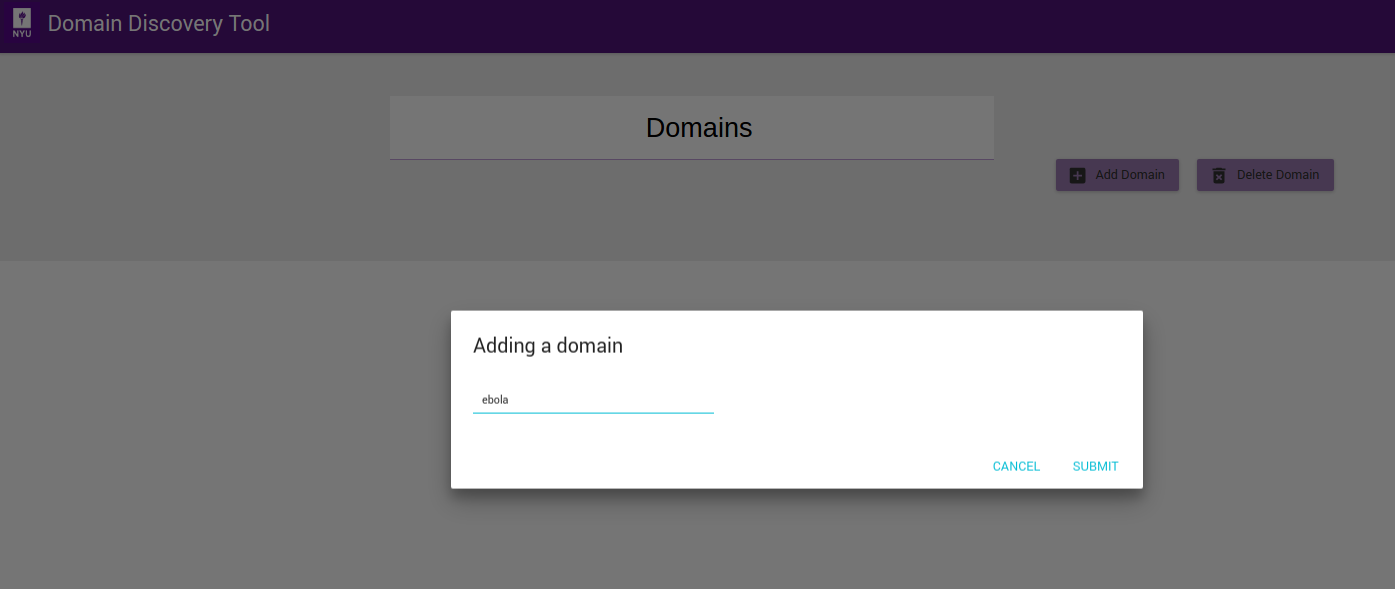 NYU
Domain Discovery Tool
Domains
Add Domain
Delete Domain
Adding a domain
ebola
CANCEL
SUBMIT